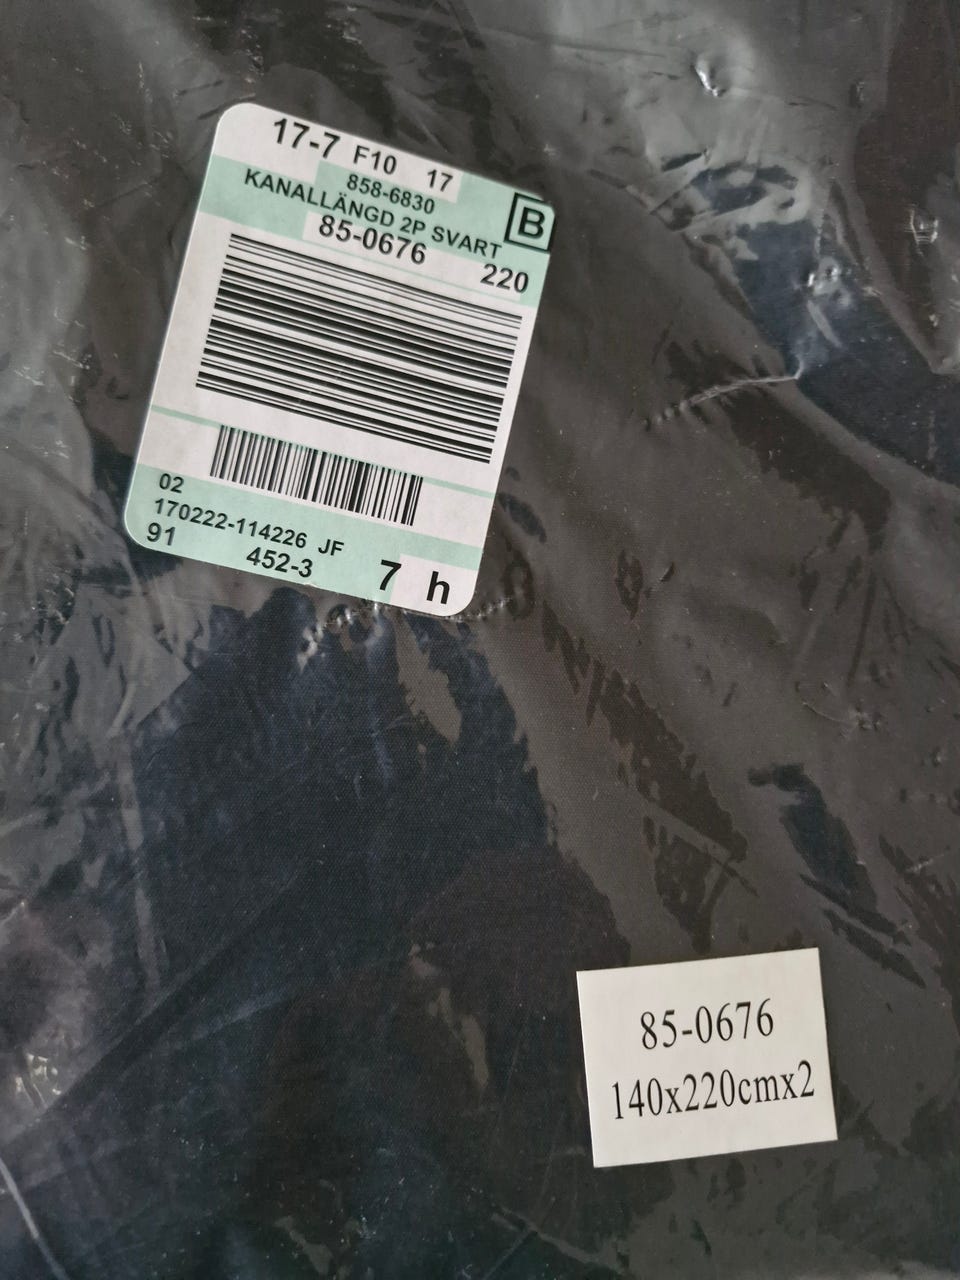 17-7 F10 17
858-6830
B
KANALLÄNGD 2P SVART
85-0676
220
02
170222-114226 JF
91 452-3 7 h
85-0676
140x220cmx2